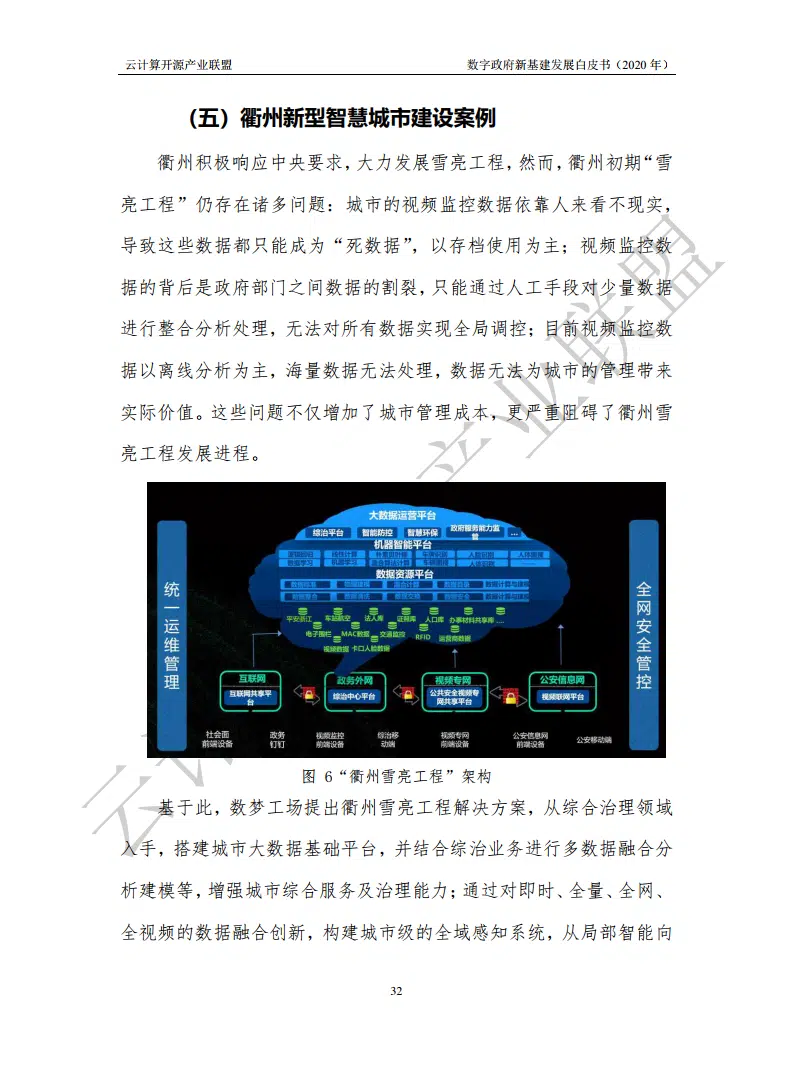 云计算开源产业联盟
数字政府新基建发展白皮书（2020 年）
（五）衢州新型智慧城市建设案例
衢州积极响应中央要求，大力发展雪亮工程，然而，衢州初期“雪
亮工程”仍存在诸多问题：城市的视频监控数据依靠人来看不现实，
导致这些数据都只能成为“死数据”，以存档使用为主；视频监控数
据的背后是政府部门之间数据的割裂，只能通过人工手段对少量数据
进行整合分析处理，无法对所有数据实现全局调控；目前视频监控数
据以离线分析为主，海量数据无法处理，数据无法为城市的管理带来
实际价值。这些问题不仅增加了城市管理成本，更严重阻碍了衢州雪
亮工程发展进程。
统一运维管理
全网安全管控
大数据运营平台
综治平台 智能防控 智慧环保 政府服务能力监管 ...
机器智能平台
机器学习
数据资源平台
平安浙江 车站航空 法人库 证照库 人口库 办事材料共享库 ....
电子围栏 MAC数据 交通监控 RFID 运营商数据
视频数据 卡口人脸数据
互联网 政务外网 视频专网 公安信息网
互联网共享平台 综治中心平台 公共安全视频专网共享平台 视频联网平台
社会面前端设备 政务钉钉 视频监控前端设备 综治移动端 视频专网前端设备 公安信息网前端设备 公安移动端
图 6“衢州雪亮工程”架构
基于此，数梦工场提出衢州雪亮工程解决方案，从综合治理领域
入手，搭建城市大数据基础平台，并结合综治业务进行多数据融合分
析建模等，增强城市综合服务及治理能力；通过对即时、全量、全网、
全视频的数据融合创新，构建城市级的全域感知系统，从局部智能向
32